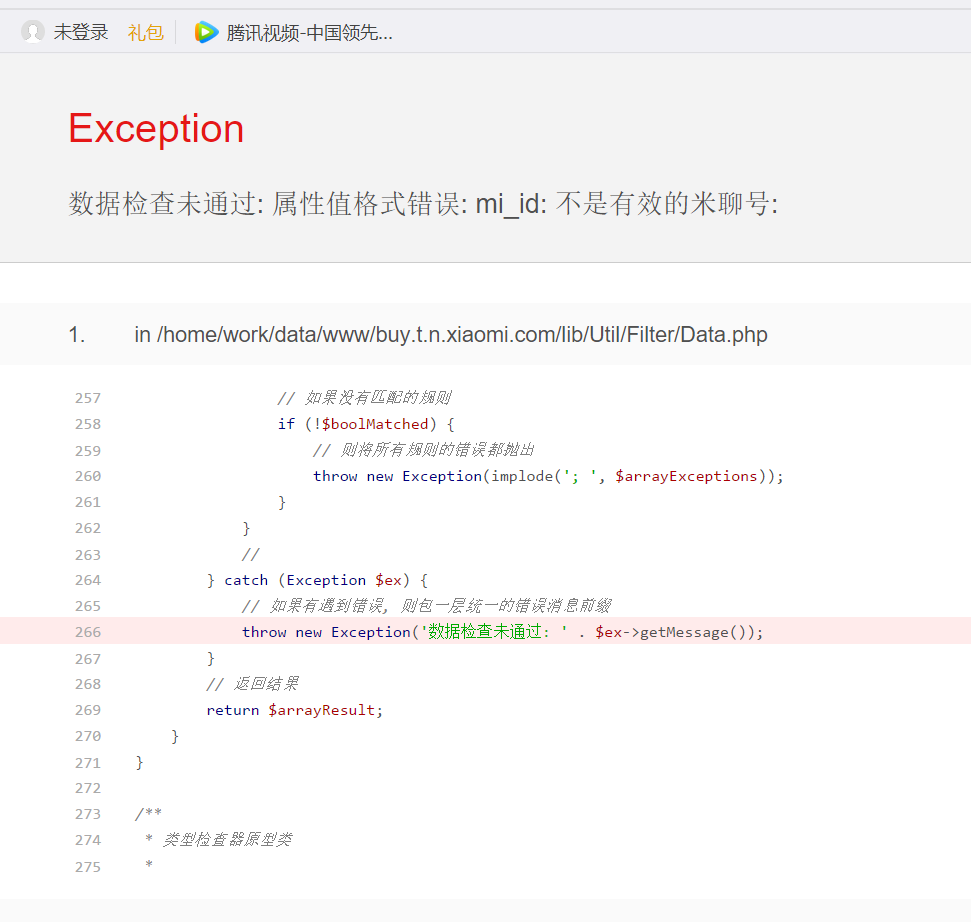 未登录 礼包 腾讯视频-中国领先...
Exception
数据检查未通过: 属性值格式错误: mi_id: 不是有效的米聊号:
1. in /home/work/data/www/buy.t.n.xiaomi.com/lib/Util/Filter/Data.php
257 // 如果没有匹配的规则
258 if (!$boolMatched) {
259 // 则将所有规则的错误都抛出
260 throw new Exception(implode('; ', $arrayExceptions));
261 }
262 }
263 //
264 } catch (Exception $ex) {
265 // 如果有遇到错误, 则包一层统一的错误消息前缀
266 throw new Exception('数据检查未通过: ' . $ex->getMessage());
267 }
268 // 返回结果
269 return $arrayResult;
270 }
271 }
272
273 /**
274 * 类型检查器原型类
275 *